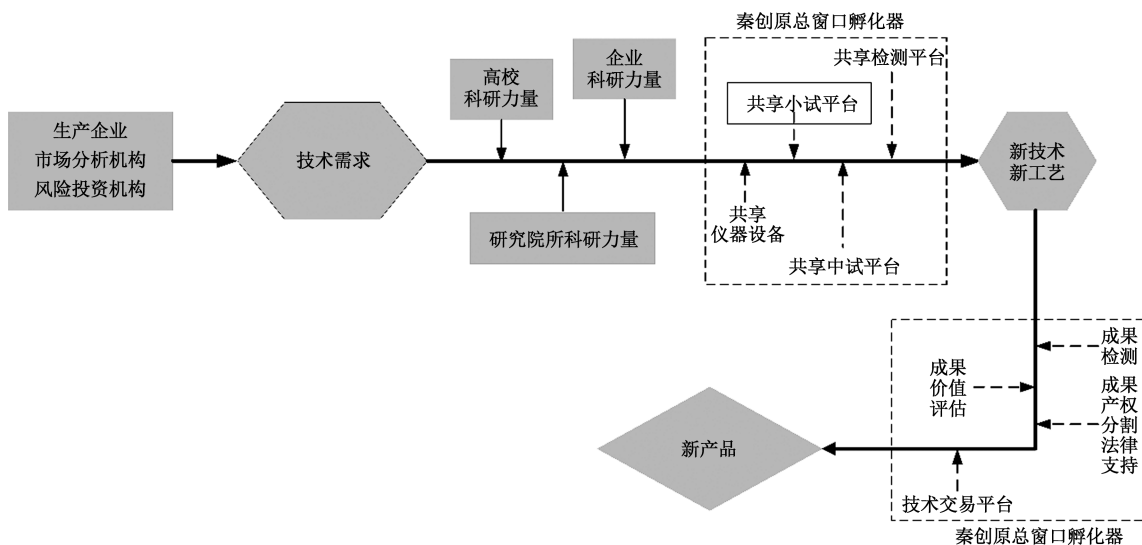 秦创原总窗口孵化器
生产企业
市场分析机构
风险投资机构
技术需求
高校
科研力量
企业
科研力量
研究院所科研力量
共享检测平台
共享小试平台
共享
仪器设备
共享中试平台
新技术
新工艺
成果
检测
成果
价值
评估
成果
产权
分割
法律
支持
新产品
技术交易平台
秦创原总窗口孵化器